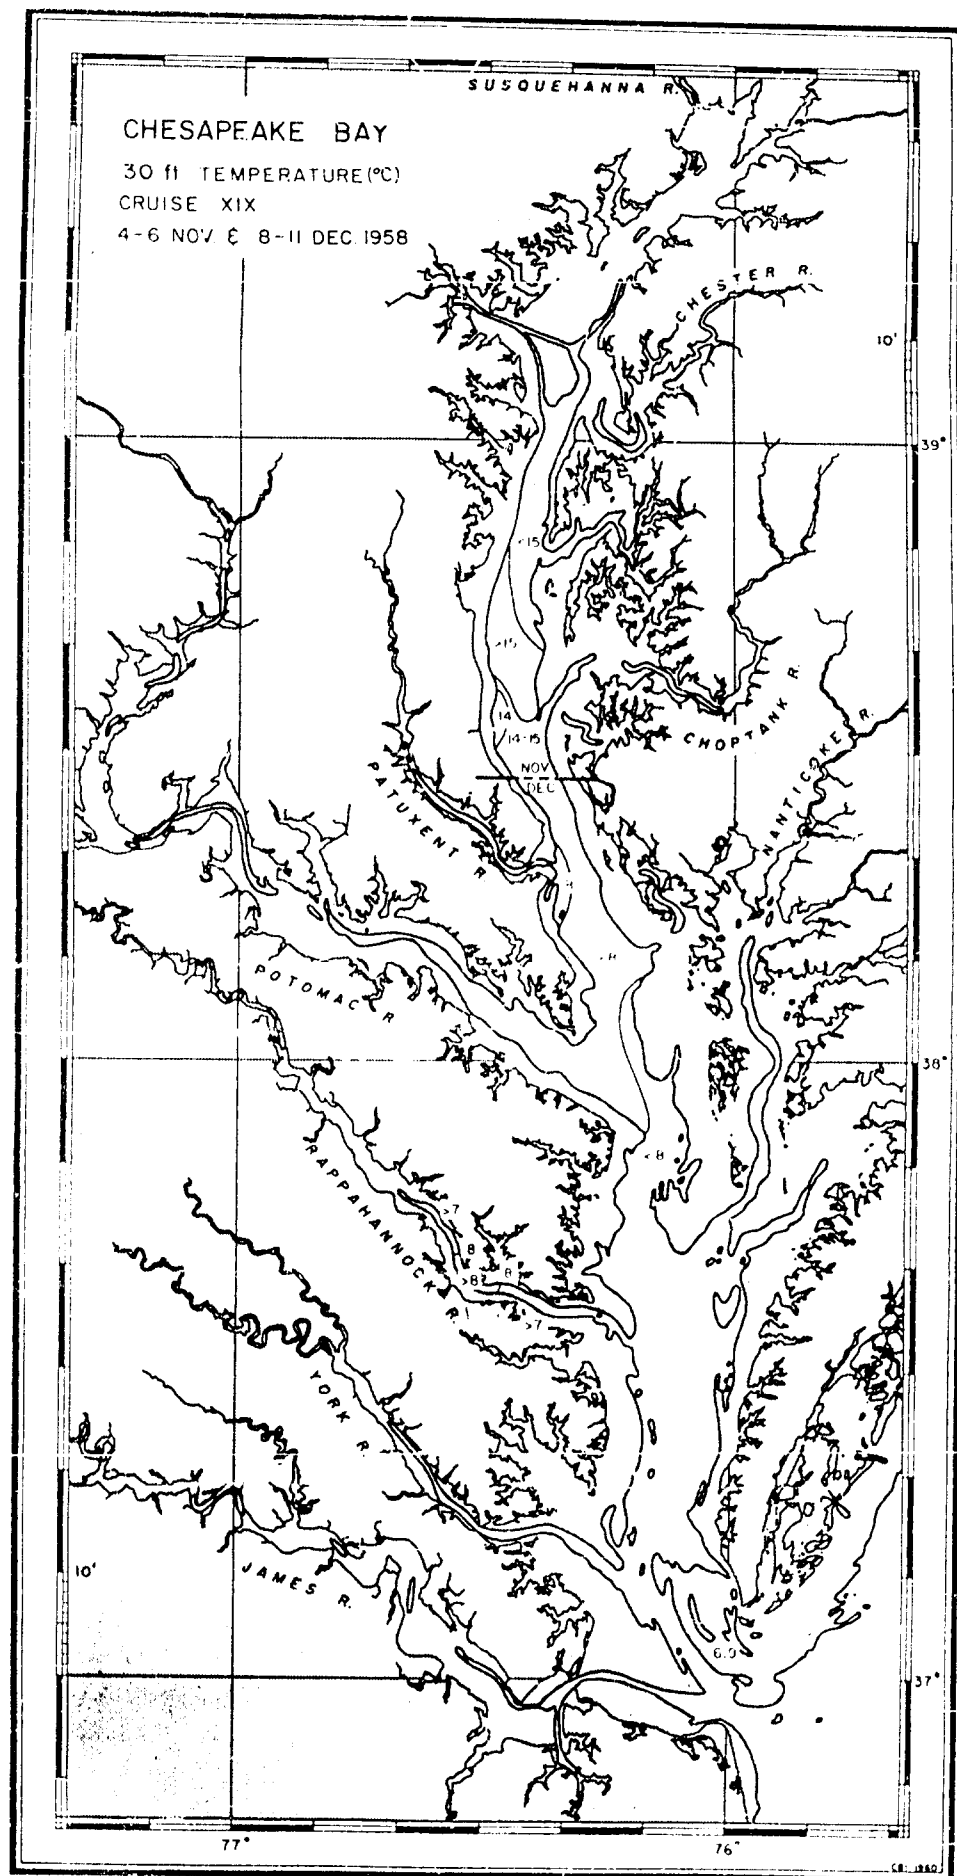 SUSQUEHANNA R.
CHESAPEAKE BAY
30 ft TEMPERATURE (°C)
CRUISE XIX
4-6 NOV. & 8-11 DEC. 1958
CHESTER R.
10'
39°
<15
>15
14
14-15
CHOPTANK R.
NANTICOKE R.
NOV
DEC
PATUXENT R
<8
POTOMAC R
38°
<8
RAPPAHANNOCK R.
>7
8
8
>8
>7
YORK R.
JAMES R.
10'
6.9
37°
77°
76°